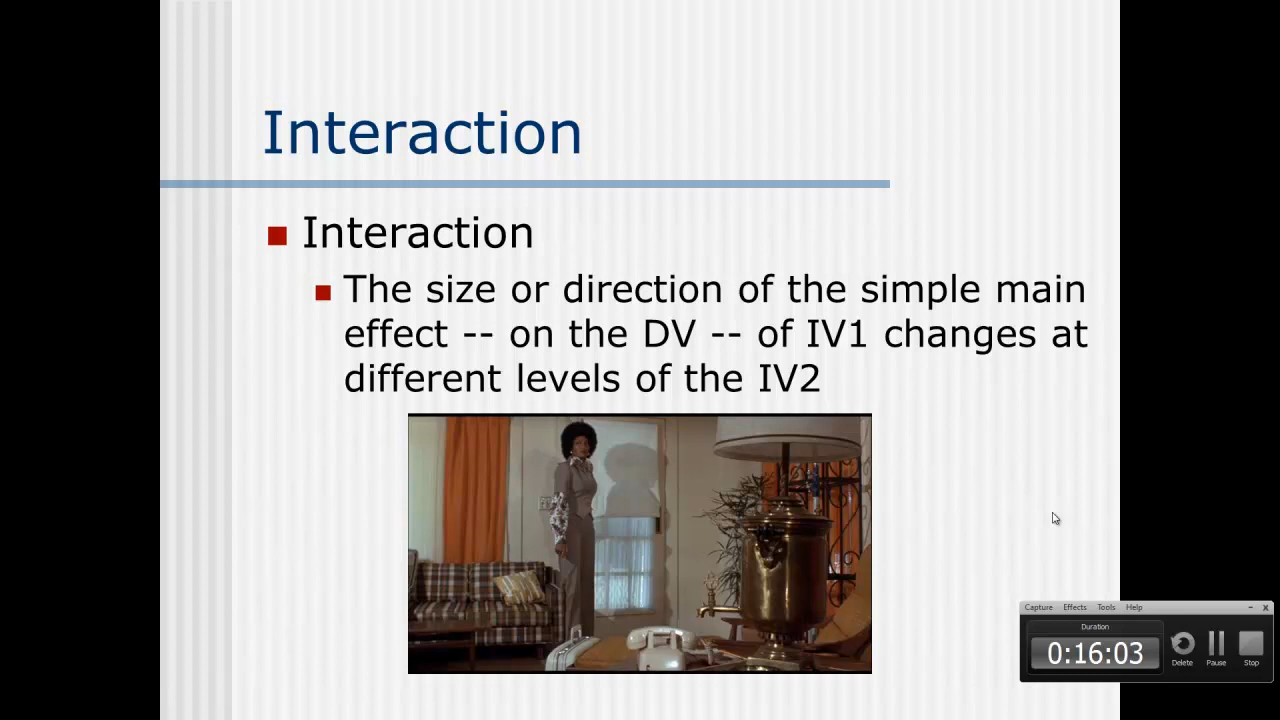 Interaction
Interaction
The size or direction of the simple main
effect -- on the DV -- of IV1 changes at
different levels of the IV2
Capture Effects Tools Help
Duration
0:16:03
Delete Pause Stop